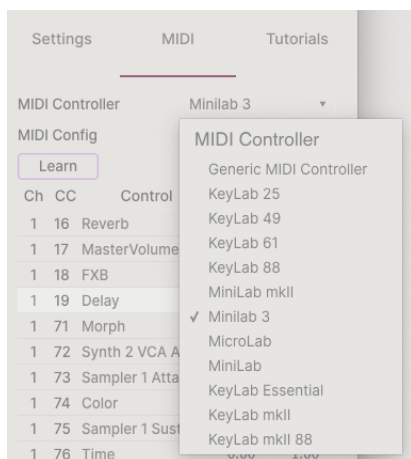 Settings MIDI Tutorials
MIDI Controller Minilab 3
MIDI Config
MIDI Controller
Learn
Generic MIDI Controller
Ch CC Control
KeyLab 25
1 16 Reverb
KeyLab 49
1 17 MasterVolume
KeyLab 61
1 18 FXB
KeyLab 88
1 19 Delay
MiniLab mkII
1 71 Morph
✓ Minilab 3
1 72 Synth 2 VCA A
MicroLab
1 73 Sampler 1 Atta
MiniLab
1 74 Color
KeyLab Essential
1 75 Sampler 1 Sust
KeyLab mkII
1 76 Time
KeyLab mkII 88